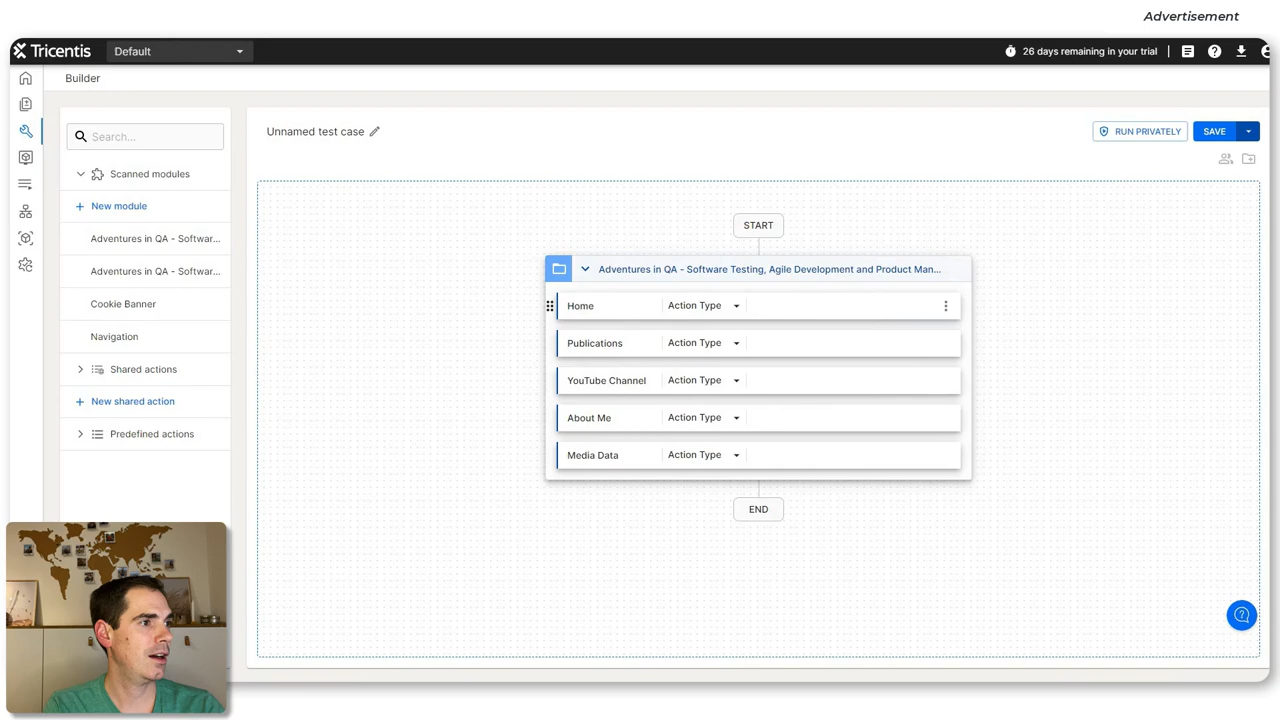 Advertisement
Tricentis
Default
26 days remaining in your trial
Builder
Search...
Unnamed test case
RUN PRIVATELY
SAVE
Scanned modules
New module
Adventures in QA - Softwar...
Adventures in QA - Softwar...
Cookie Banner
Navigation
Shared actions
New shared action
Predefined actions
START
Adventures in QA - Software Testing, Agile Development and Product Man...
Home Action Type
Publications Action Type
YouTube Channel Action Type
About Me Action Type
Media Data Action Type
END